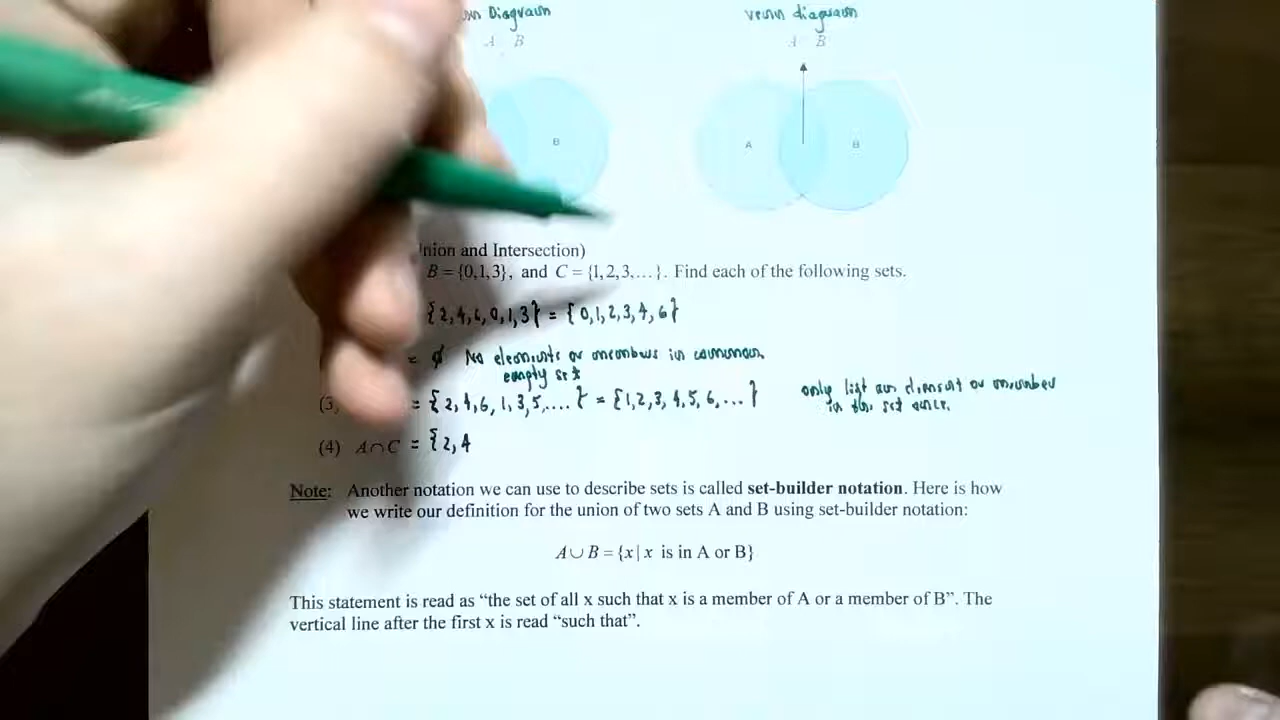 Diagram
venn diagram
A B
A B
B
A
B
nion and Intersection)
B = {0,1,3}, and C = {1,2,3,...}. Find each of the following sets.
{2,4,6,0,1,3} = {0,1,2,3,4,6}
= ∅ No elements or members in common.
empty set
(3 = {2,4,6,1,3,5,....} = {1,2,3,4,5,6,...}
only list an element or member
in the set once.
(4) A∩C = {2,4
Note: Another notation we can use to describe sets is called set-builder notation. Here is how
we write our definition for the union of two sets A and B using set-builder notation:
A∪B = {x | x is in A or B}
This statement is read as “the set of all x such that x is a member of A or a member of B”. The
vertical line after the first x is read “such that”.